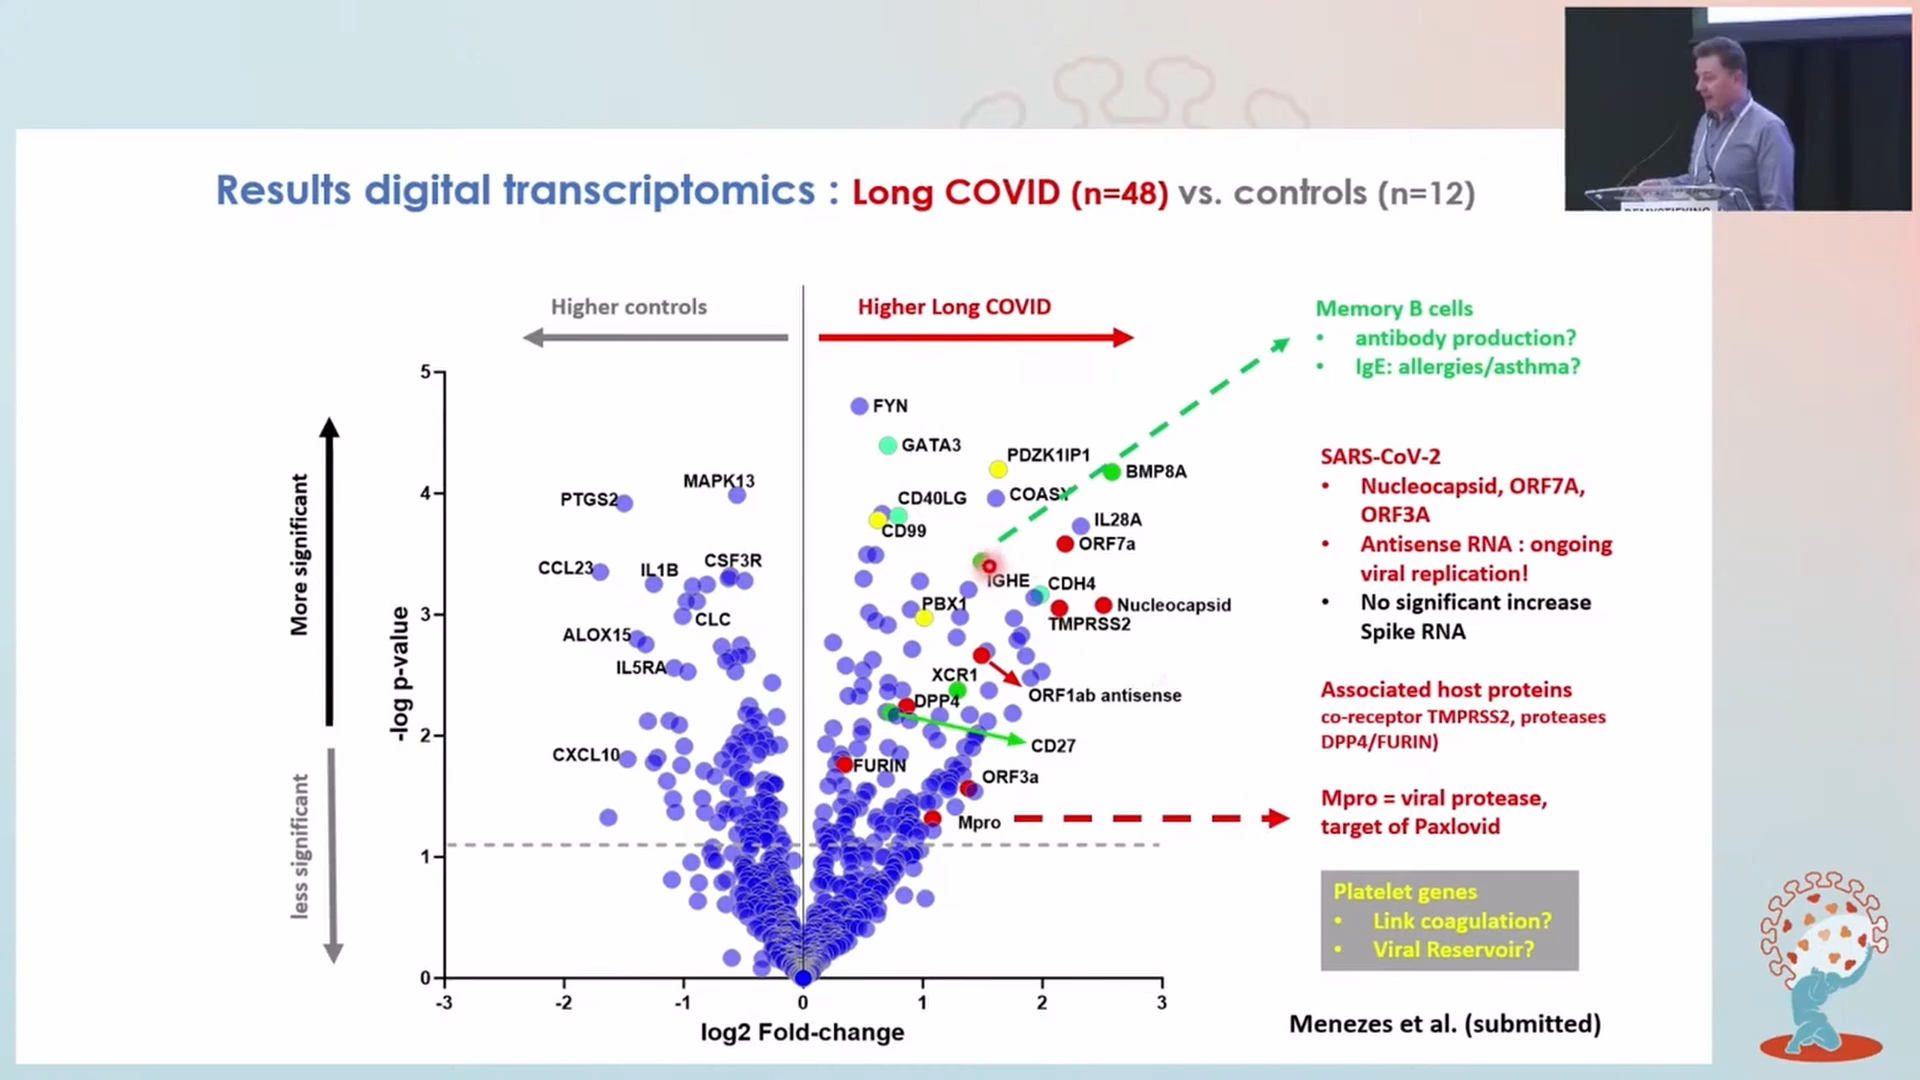 Results digital transcriptomics : Long COVID (n=48) vs. controls (n=12)
Higher controls
Higher Long COVID
More significant
less significant
-log p-value
5
4
3
2
1
0
-3
-2
-1
0
1
2
3
log2 Fold-change
FYN
GATA3
PDZK1IP1
BMP8A
MAPK13
PTGS2
CD40LG
COASY
CD99
IL28A
ORF7a
CCL23
IL1B
CSF3R
IGHE
CDH4
PBX1
Nucleocapsid
CLC
TMPRSS2
ALOX15
IL5RA
XCR1
ORF1ab antisense
DPP4
CD27
CXCL10
FURIN
ORF3a
Mpro
Memory B cells
• antibody production?
• IgE: allergies/asthma?
SARS-CoV-2
• Nucleocapsid, ORF7A,
ORF3A
• Antisense RNA : ongoing
viral replication!
• No significant increase
Spike RNA
Associated host proteins
co-receptor TMPRSS2, proteases
DPP4/FURIN)
Mpro = viral protease,
target of Paxlovid
Platelet genes
• Link coagulation?
• Viral Reservoir?
Menezes et al. (submitted)